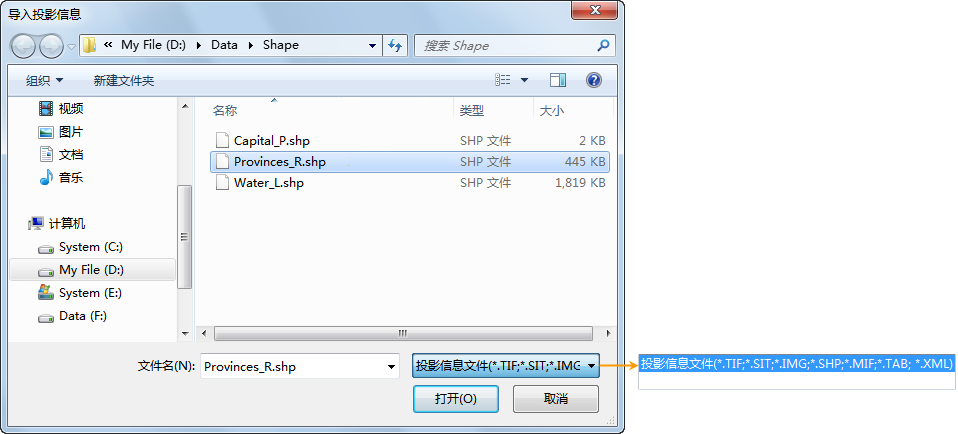 导入投影信息
« My File (D:) Data Shape
搜索 Shape
组织 新建文件夹
视频
图片
文档
音乐
计算机
System (C:)
My File (D:)
System (E:)
Data (F:)
名称 类型 大小
Capital_P.shp SHP 文件 2 KB
Provinces_R.shp SHP 文件 445 KB
Water_L.shp SHP 文件 1,819 KB
文件名(N): Provinces_R.shp 投影信息文件(*.TIF;*.SIT;*.IMG
投影信息文件(*.TIF;*.SIT;*.IMG;*.SHP;*.MIF;*.TAB; *.XML)
打开(O) 取消